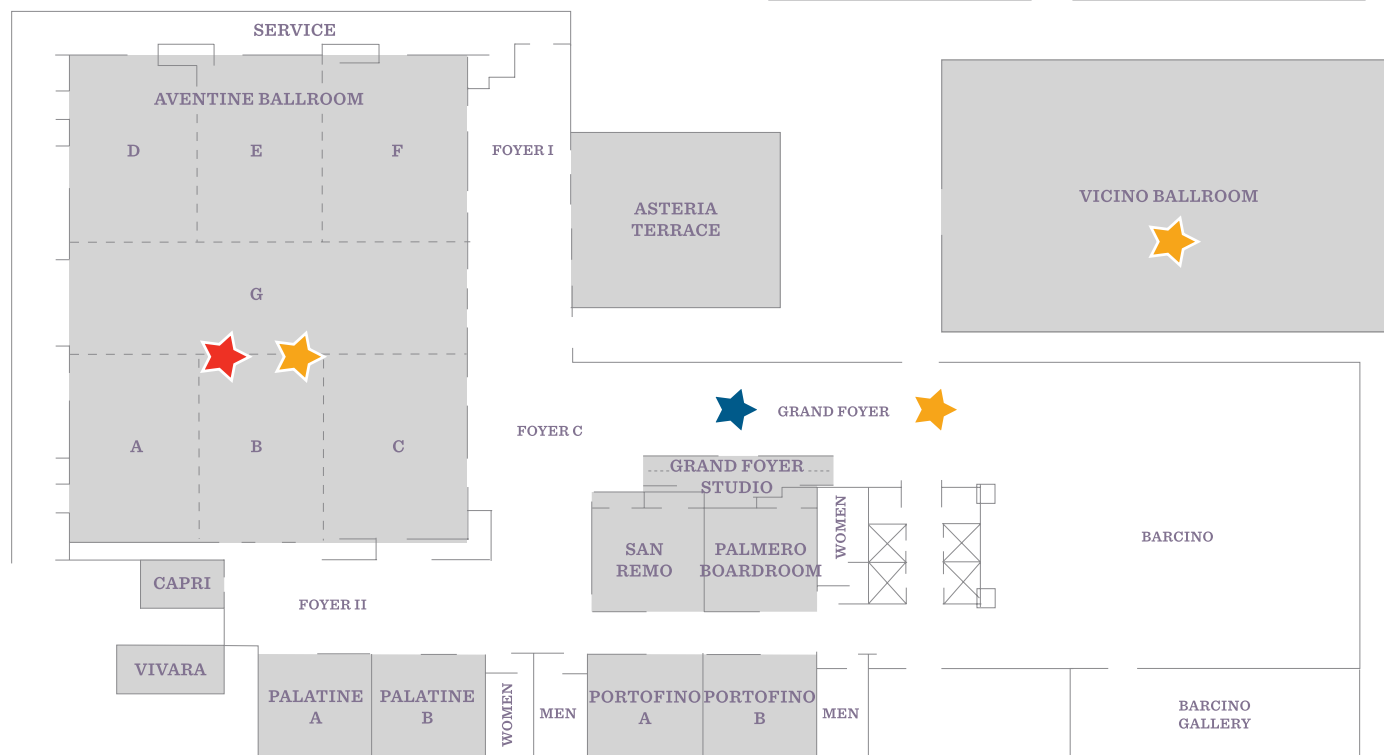 SERVICE
AVENTINE BALLROOM
D
E
F
FOYER I
ASTERIA
TERRACE
VICINO BALLROOM
G
A
B
C
FOYER C
GRAND FOYER
GRAND FOYER
STUDIO
SAN
REMO
PALMERO
BOARDROOM
WOMEN
BARCINO
CAPRI
FOYER II
VIVARA
PALATINE
A
PALATINE
B
WOMEN
MEN
PORTOFINO
A
PORTOFINO
B
MEN
BARCINO
GALLERY